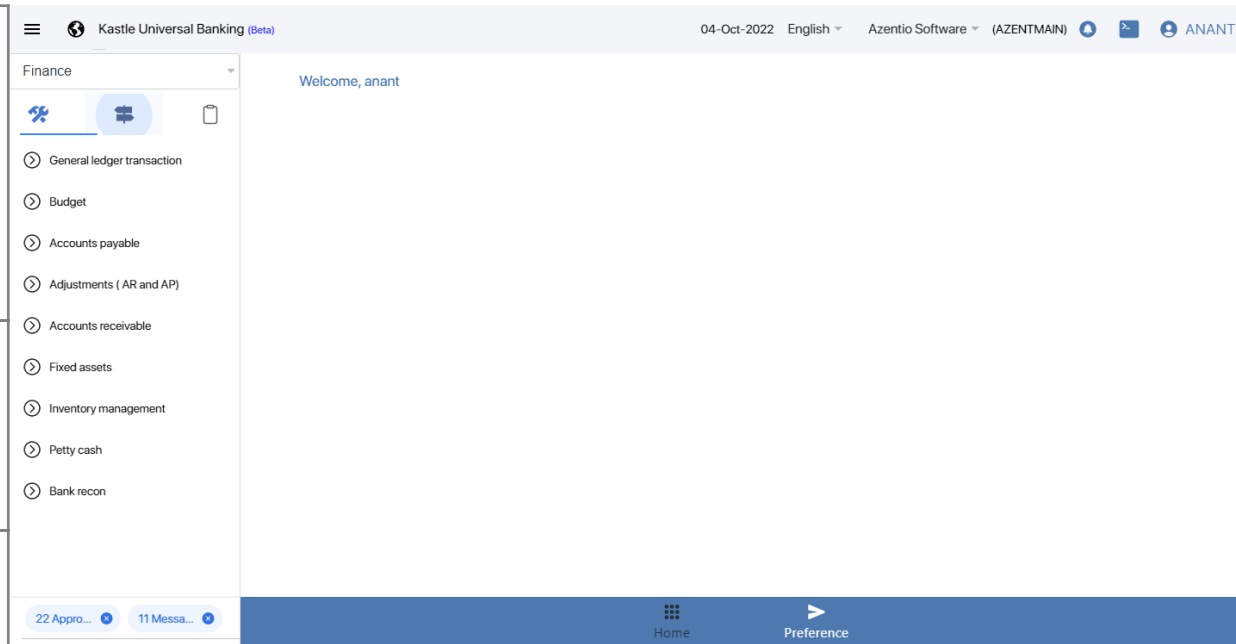 Kastle Universal Banking (Beta) 04-Oct-2022 English Azentio Software (AZENTMAIN) ANANT
Finance
Welcome, anant
General ledger transaction
Budget
Accounts payable
Adjustments ( AR and AP)
Accounts receivable
Fixed assets
Inventory management
Petty cash
Bank recon
22 Appro... 11 Messa...
Home Preference